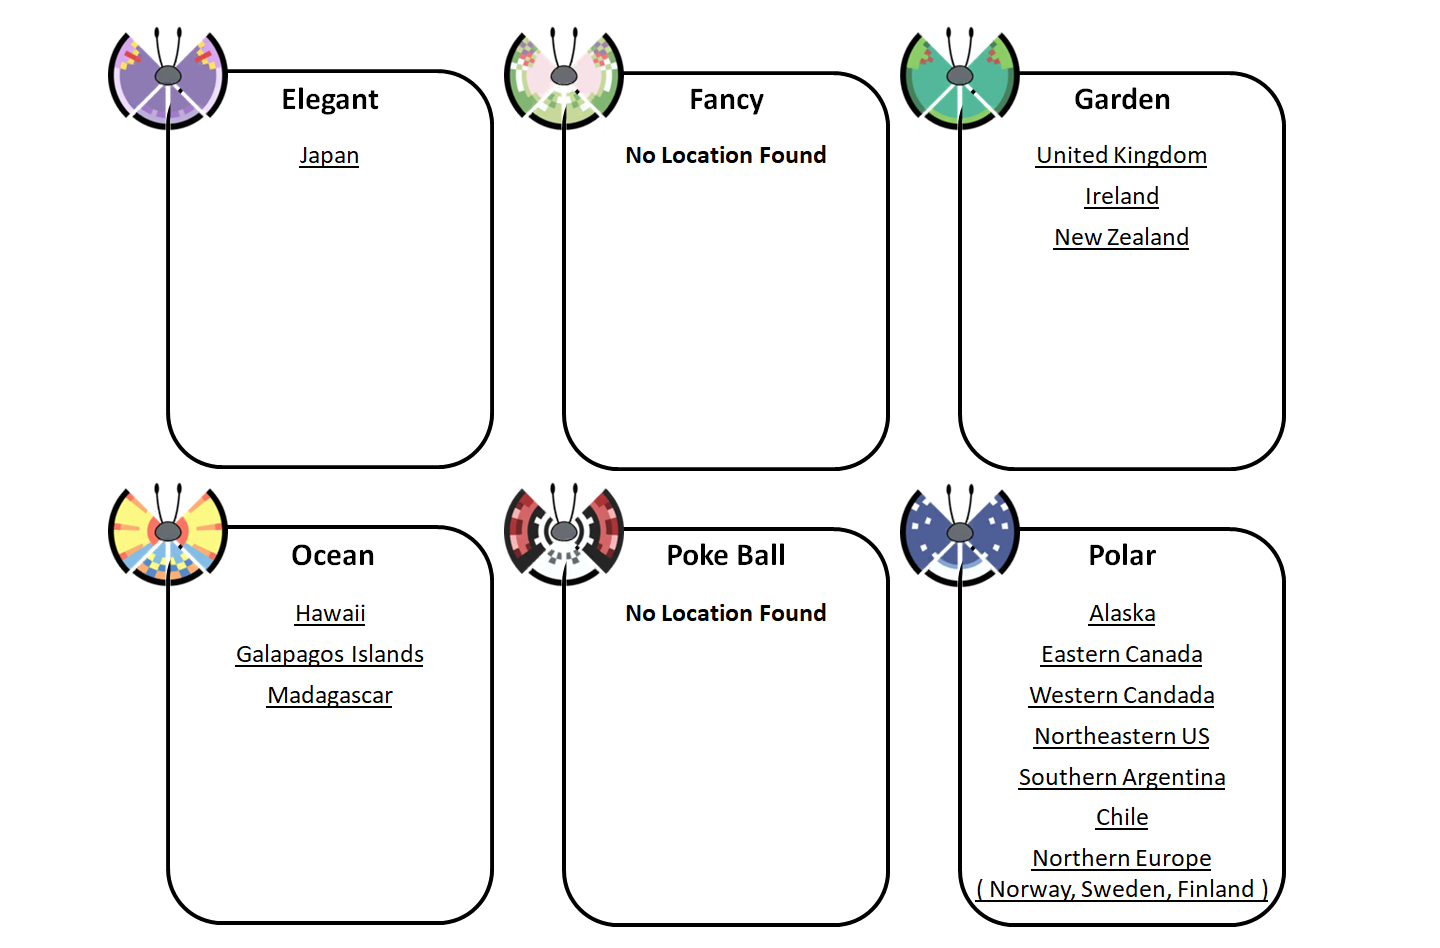 Elegant
Japan
Fancy
No Location Found
Garden
United Kingdom
Ireland
New Zealand
Ocean
Hawaii
Galapagos Islands
Madagascar
Poke Ball
No Location Found
Polar
Alaska
Eastern Canada
Western Candada
Northeastern US
Southern Argentina
Chile
Northern Europe
( Norway, Sweden, Finland )